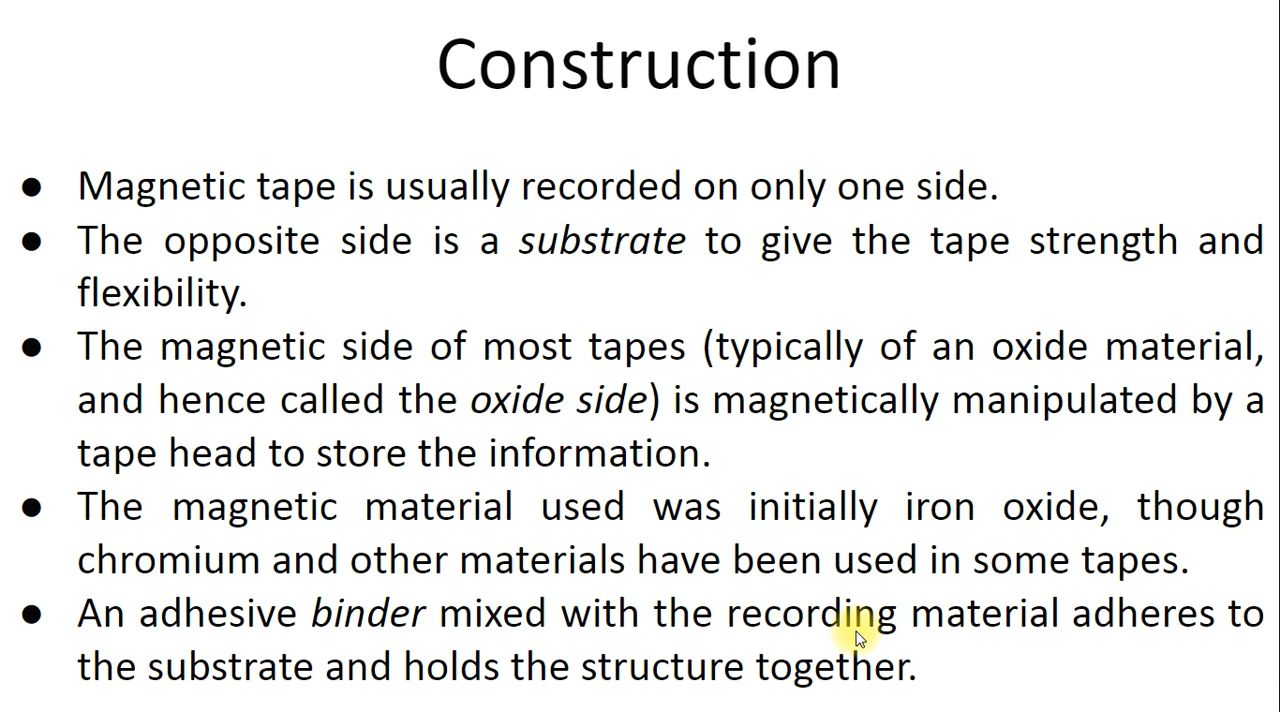 Construction
● Magnetic tape is usually recorded on only one side.
● The opposite side is a substrate to give the tape strength and
flexibility.
● The magnetic side of most tapes (typically of an oxide material,
and hence called the oxide side) is magnetically manipulated by a
tape head to store the information.
● The magnetic material used was initially iron oxide, though
chromium and other materials have been used in some tapes.
● An adhesive binder mixed with the recording material adheres to
the substrate and holds the structure together.